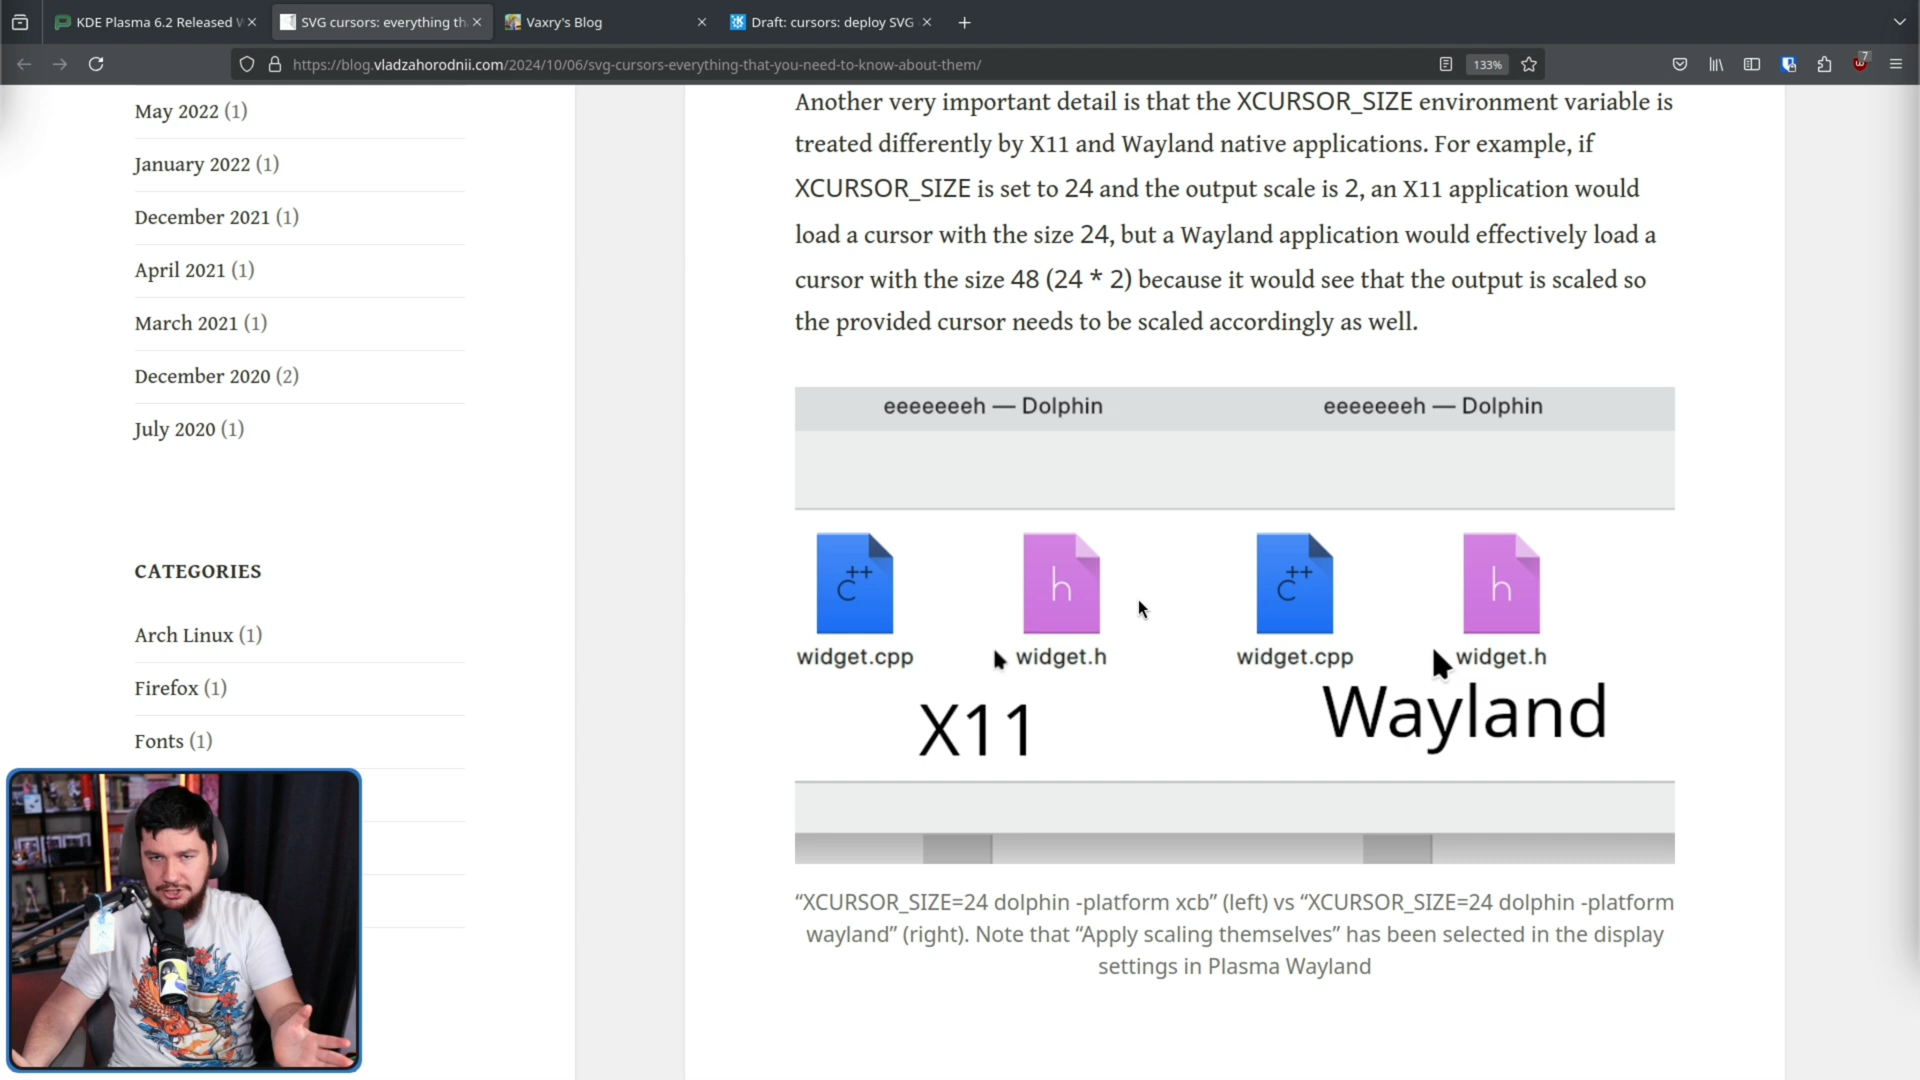 KDE Plasma 6.2 Released
SVG cursors: everything th
Vaxry's Blog
Draft: cursors: deploy SVG
https://blog.vladzahorodnii.com/2024/10/06/svg-cursors-everything-that-you-need-to-know-about-them/
133%
7
May 2022 (1)
January 2022 (1)
December 2021 (1)
April 2021 (1)
March 2021 (1)
December 2020 (2)
July 2020 (1)
CATEGORIES
Arch Linux (1)
Firefox (1)
Fonts (1)
Another very important detail is that the XCURSOR_SIZE environment variable is
treated differently by X11 and Wayland native applications. For example, if
XCURSOR_SIZE is set to 24 and the output scale is 2, an X11 application would
load a cursor with the size 24, but a Wayland application would effectively load a
cursor with the size 48 (24 * 2) because it would see that the output is scaled so
the provided cursor needs to be scaled accordingly as well.
eeeeeeeh — Dolphin
eeeeeeeh — Dolphin
C++
h
C++
h
widget.cpp
widget.h
widget.cpp
widget.h
X11
Wayland
“XCURSOR_SIZE=24 dolphin -platform xcb” (left) vs “XCURSOR_SIZE=24 dolphin -platform
wayland” (right). Note that “Apply scaling themselves” has been selected in the display
settings in Plasma Wayland